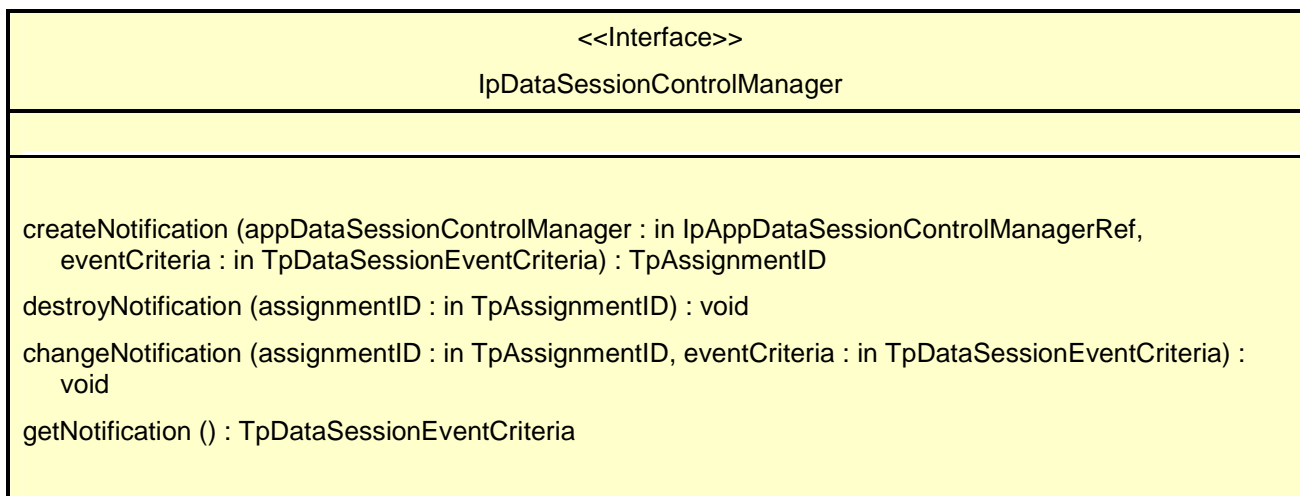 <<Interface>>
IpDataSessionControlManager
createNotification (appDataSessionControlManager : in IpAppDataSessionControlManagerRef,
eventCriteria : in TpDataSessionEventCriteria) : TpAssignmentID
destroyNotification (assignmentID : in TpAssignmentID) : void
changeNotification (assignmentID : in TpAssignmentID, eventCriteria : in TpDataSessionEventCriteria) :
void
getNotification () : TpDataSessionEventCriteria